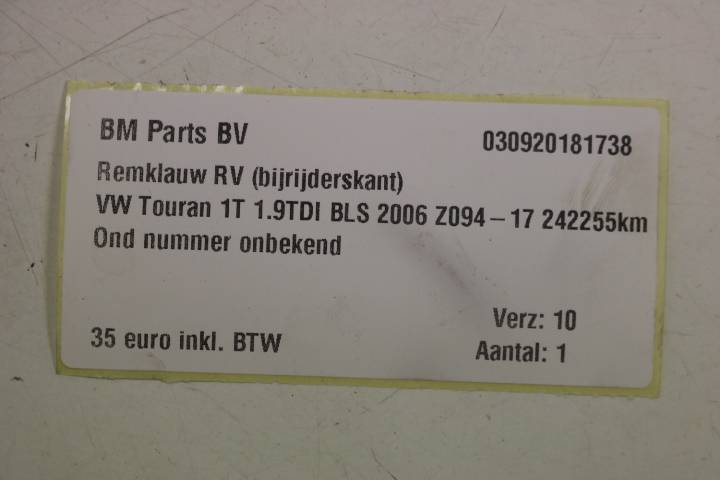 BM Parts BV 030920181738
Remklauw RV (bijrijderskant)
VW Touran 1T 1.9TDI BLS 2006 Z094-17 242255km
Ond nummer onbekend
Verz: 10
35 euro inkl. BTW Aantal: 1